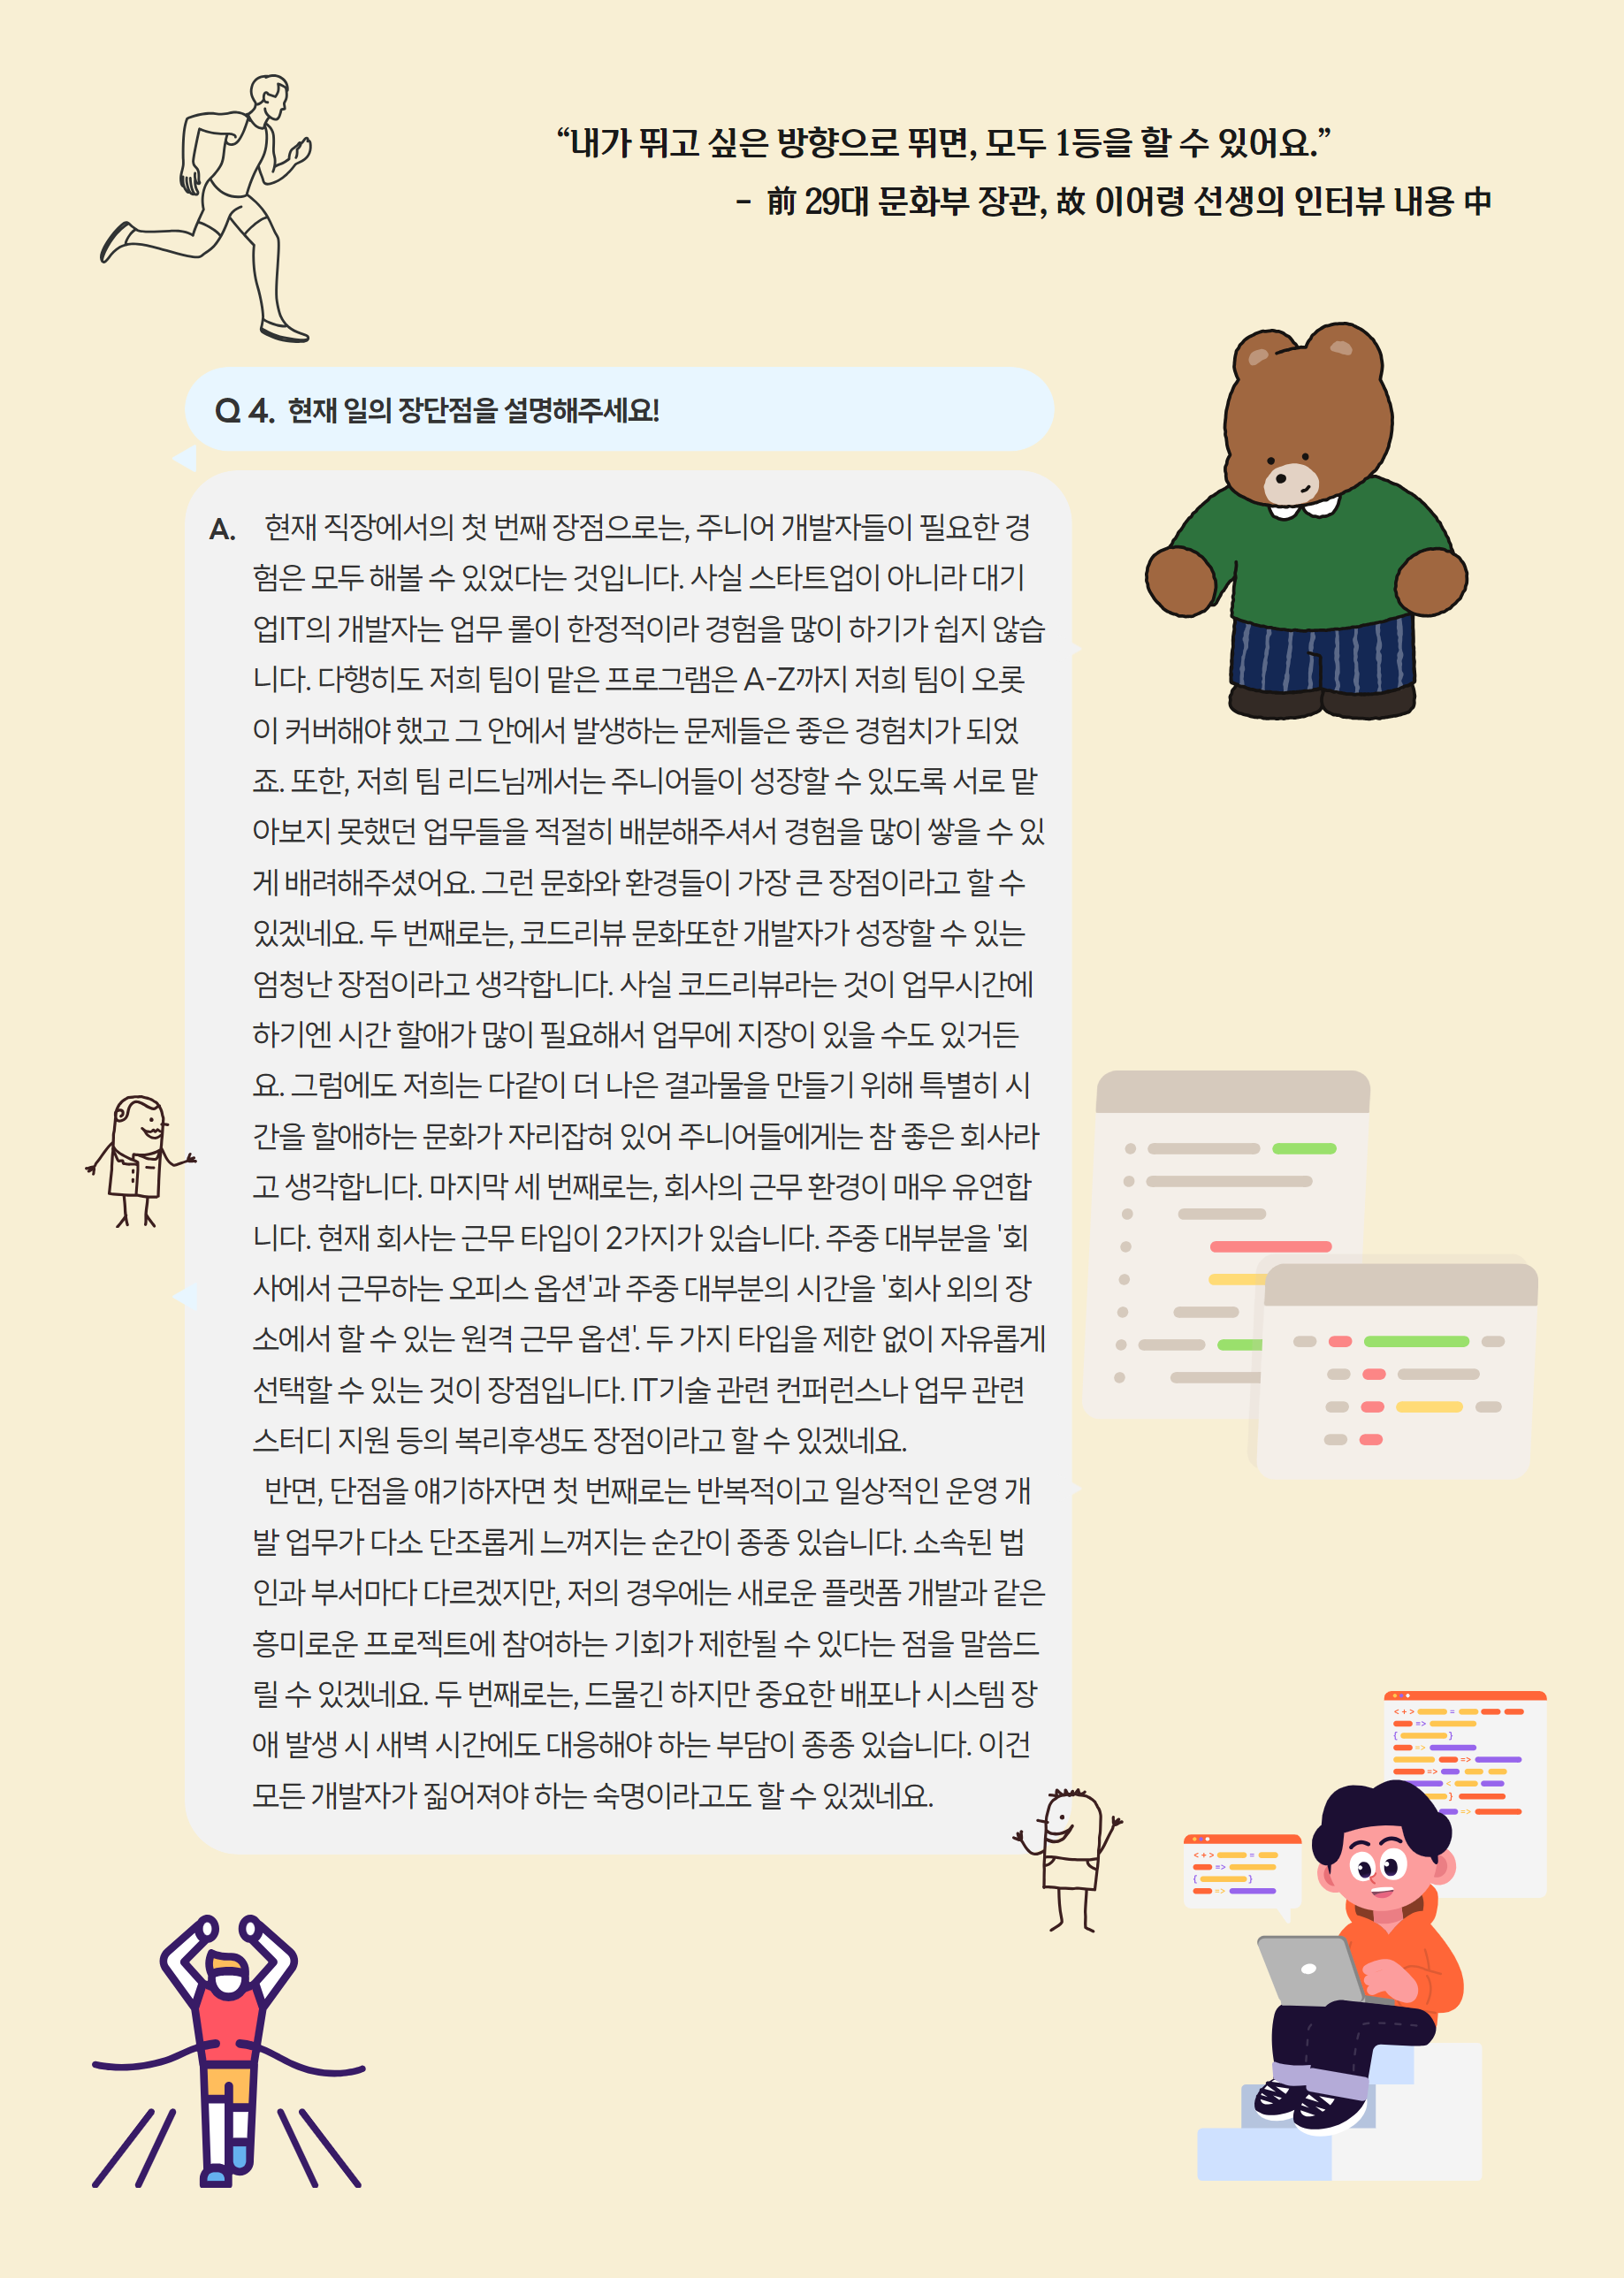 “내가 뛰고 싶은 방향으로 뛰면, 모두 1등을 할 수 있어요.”
- 前 29대 문화부 장관, 故 이어령 선생의 인터뷰 내용 中
Q 4. 현재 일의 장단점을 설명해주세요!
A. 현재 직장에서의 첫 번째 장점으로는, 주니어 개발자들이 필요한 경
험은 모두 해볼 수 있었다는 것입니다. 사실 스타트업이 아니라 대기
업IT의 개발자는 업무 롤이 한정적이라 경험을 많이 하기가 쉽지 않습
니다. 다행히도 저희 팀이 맡은 프로그램은 A-Z까지 저희 팀이 오롯
이 커버해야 했고 그 안에서 발생하는 문제들은 좋은 경험치가 되었
죠. 또한, 저희 팀 리드님께서는 주니어들이 성장할 수 있도록 서로 맡
아보지 못했던 업무들을 적절히 배분해주셔서 경험을 많이 쌓을 수 있
게 배려해주셨어요. 그런 문화와 환경들이 가장 큰 장점이라고 할 수
있겠네요. 두 번째로는, 코드리뷰 문화또한 개발자가 성장할 수 있는
엄청난 장점이라고 생각합니다. 사실 코드리뷰라는 것이 업무시간에
하기엔 시간 할애가 많이 필요해서 업무에 지장이 있을 수도 있거든
요. 그럼에도 저희는 다같이 더 나은 결과물을 만들기 위해 특별히 시
간을 할애하는 문화가 자리잡혀 있어 주니어들에게는 참 좋은 회사라
고 생각합니다. 마지막 세 번째로는, 회사의 근무 환경이 매우 유연합
니다. 현재 회사는 근무 타입이 2가지가 있습니다. 주중 대부분을 '회
사에서 근무하는 오피스 옵션'과 주중 대부분의 시간을 '회사 외의 장
소에서 할 수 있는 원격 근무 옵션'. 두 가지 타입을 제한 없이 자유롭게
선택할 수 있는 것이 장점입니다. IT기술 관련 컨퍼런스나 업무 관련
스터디 지원 등의 복리후생도 장점이라고 할 수 있겠네요.
반면, 단점을 얘기하자면 첫 번째로는 반복적이고 일상적인 운영 개
발 업무가 다소 단조롭게 느껴지는 순간이 종종 있습니다. 소속된 법
인과 부서마다 다르겠지만, 저의 경우에는 새로운 플랫폼 개발과 같은
흥미로운 프로젝트에 참여하는 기회가 제한될 수 있다는 점을 말씀드
릴 수 있겠네요. 두 번째로는, 드물긴 하지만 중요한 배포나 시스템 장
애 발생 시 새벽 시간에도 대응해야 하는 부담이 종종 있습니다. 이건
모든 개발자가 짊어져야 하는 숙명이라고도 할 수 있겠네요.